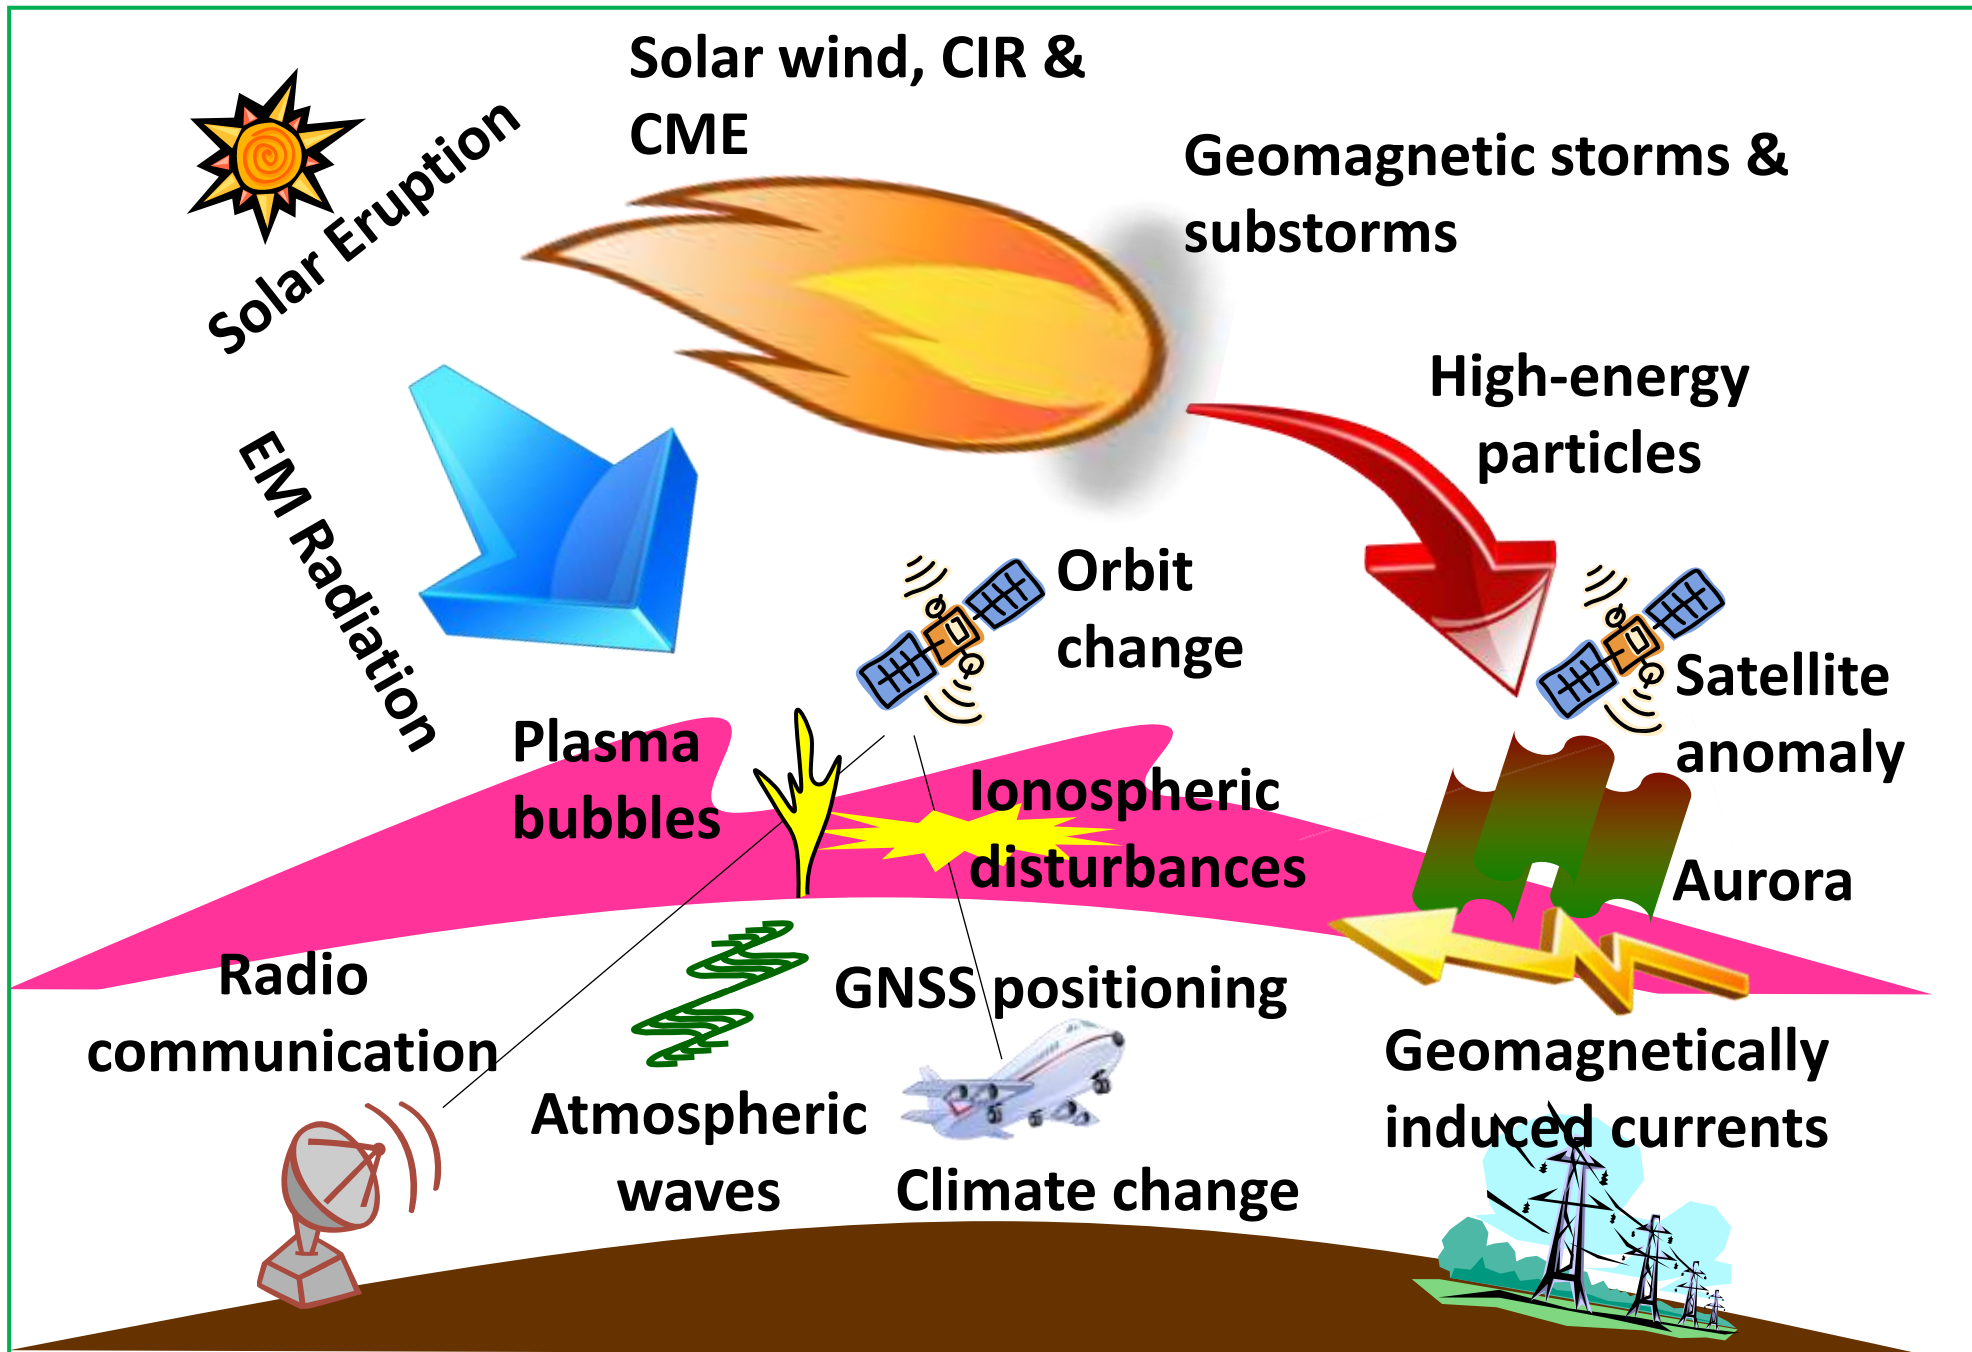 Solar wind, CIR &
CME
Solar Eruption
Geomagnetic storms &
substorms
High-energy
particles
EM Radiation
Orbit
change
Satellite
anomaly
Plasma
bubbles
Ionospheric
disturbances
Aurora
Radio
communication
GNSS positioning
Atmospheric
waves
Climate change
Geomagnetically
induced currents